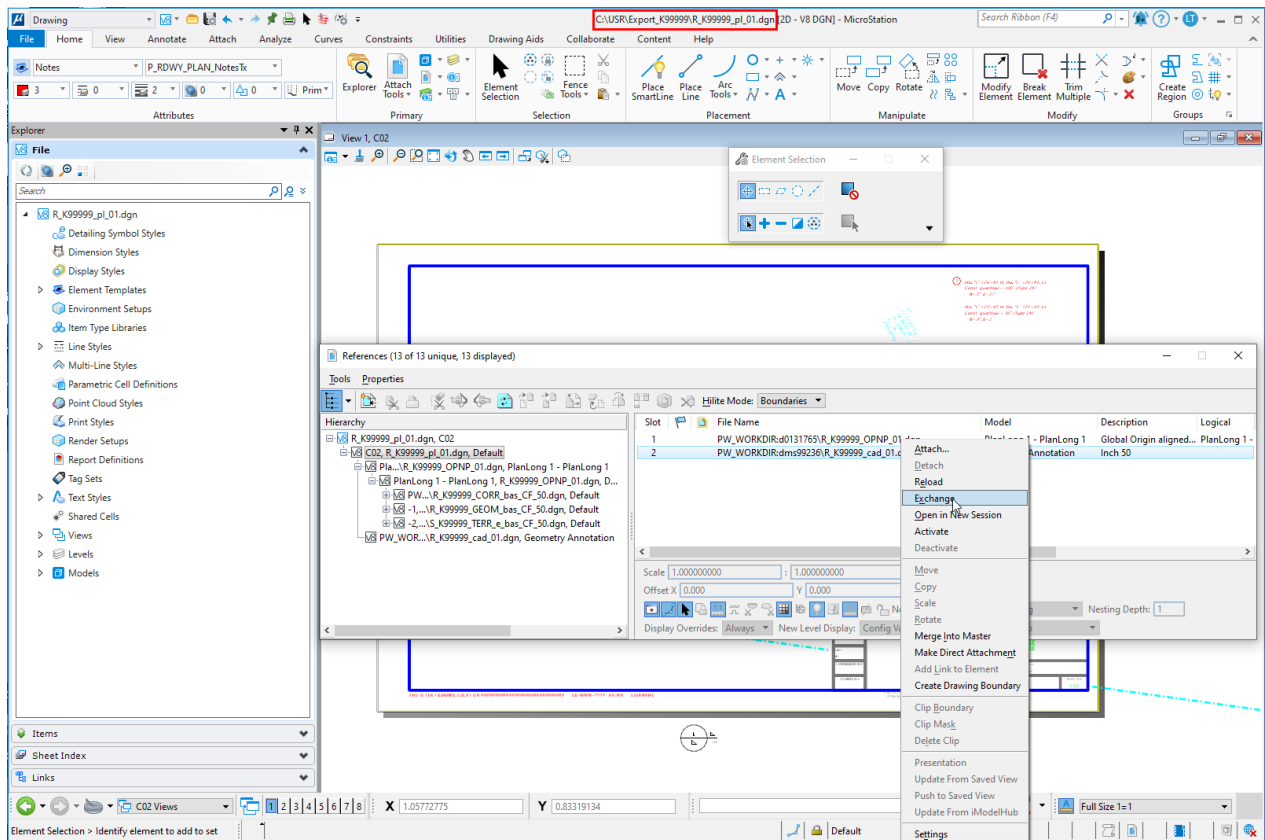 Drawing
C:\USR\Export_K99999\R_K99999_pl_01.dgn [2D - V8 DGN] - MicroStation
Search Ribbon (F4)
LT
File Home View Annotate Attach Analyze Curves Constraints Utilities Drawing Aids Collaborate Content Help
Notes P_RDWY_PLAN_NotesTx
3 0 2 0 0 Prim
Explorer Attach Tools
Element Selection Fence Tools
Place SmartLine Place Line Arc Tools
Move Copy Rotate
Modify Element Break Element Trim Multiple
Create Region
Attributes Primary Selection Placement Manipulate Modify Groups
Explorer
File
Search
R_K99999_pl_01.dgn
Detailing Symbol Styles
Dimension Styles
Display Styles
Element Templates
Environment Setups
Item Type Libraries
Line Styles
Multi-Line Styles
Parametric Cell Definitions
Point Cloud Styles
Print Styles
Render Setups
Report Definitions
Tag Sets
Text Styles
Shared Cells
Views
Levels
Models
Items
Sheet Index
Links
View 1, C02
Element Selection
References (13 of 13 unique, 13 displayed)
Tools Properties
Hilite Mode: Boundaries
Hierarchy
R_K99999_pl_01.dgn, C02
C02, R_K99999_pl_01.dgn, Default
Pla...\R_K99999_OPNP_01.dgn, PlanLong 1 - PlanLong 1
PlanLong 1 - PlanLong 1, R_K99999_OPNP_01.dgn, D...
PW...\R_K99999_CORR_bas_CF_50.dgn, Default
-1,...\R_K99999_GEOM_bas_CF_50.dgn, Default
-2,...\S_K99999_TERR_e_bas_CF_50.dgn, Default
PW_WOR...\R_K99999_cad_01.dgn, Geometry Annotation
Slot File Name Model Description Logical
1 PW_WORKDIR:d0131765\R_K99999_OPNP_01.dgn PlanLong 1 - PlanLong 1 Global Origin aligned... PlanLong 1 -
2 PW_WORKDIR:dms99236\R_K99999_cad_01.d Annotation Inch 50
Scale 1.000000000 : 1.000000000
Offset X 0.000 Y 0.000
Nesting Depth: 1
Display Overrides: Always New Level Display: Config Va
Attach...
Detach
Reload
Exchange
Open in New Session
Activate
Deactivate
Move
Copy
Scale
Rotate
Merge Into Master
Make Direct Attachment
Add Link to Element
Create Drawing Boundary
Clip Boundary
Clip Mask
Delete Clip
Presentation
Update From Saved View
Push to Saved View
Update From iModelHub
Settings
C02 Views 1 2 3 4 5 6 7 8 X 1.05772775 Y 0.83319134 Full Size 1=1
Element Selection > Identify element to add to set Default